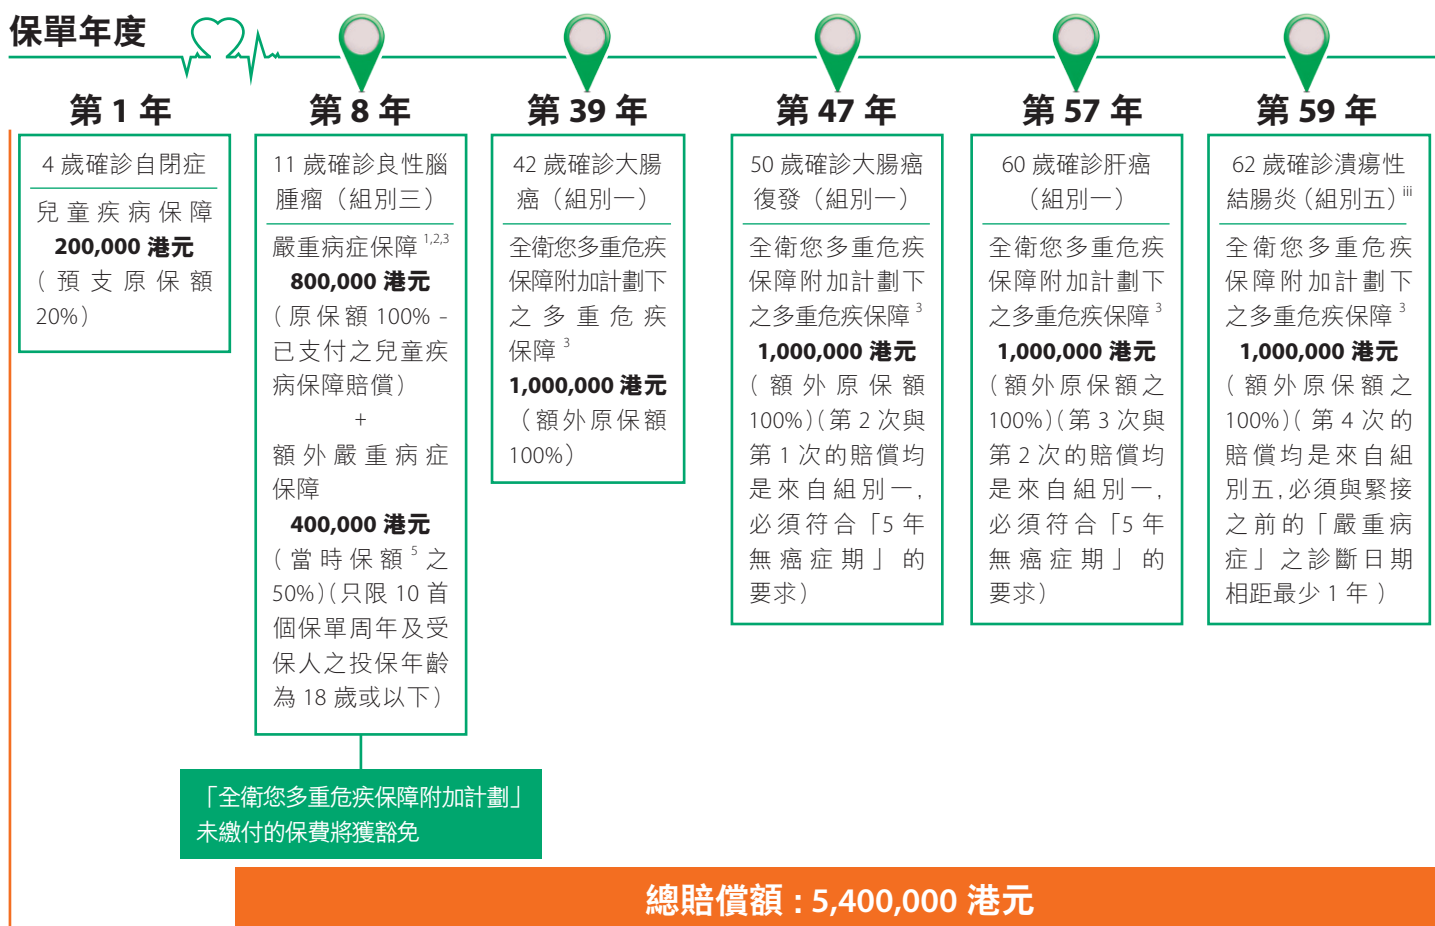 保單年度
第 1 年
4 歲確診自閉症
兒童疾病保障
200,000 港元
(預支原保額
20%)
第 8 年
11 歲確診良性腦
腫瘤（組別三）
嚴重病症保障 1,2,3
800,000 港元
(原保額 100% -
已支付之兒童疾
病保障賠償)
+
額外嚴重病症
保障
400,000 港元
(當時保額 5 之
50%)(只限 10 首
個保單周年及受
保人之投保年齡
為 18 歲或以下)
「全衛您多重危疾保障附加計劃」
未繳付的保費將獲豁免
第 39 年
42 歲確診大腸
癌（組別一）
全衛您多重危疾
保障附加計劃下
之多重危疾
保障 3
1,000,000 港元
(額外原保額
100%)
第 47 年
50 歲確診大腸癌
復發（組別一）
全衛您多重危疾
保障附加計劃下
之多重危疾保障 3
1,000,000 港元
(額外原保額
100%)(第 2 次與
第 1 次的賠償均
是來自組別一,
必須符合「5 年
無癌症期」的
要求)
第 57 年
60 歲確診肝癌
（組別一）
全衛您多重危疾
保障附加計劃下
之多重危疾保障 3
1,000,000 港元
(額外原保額之
100%)(第 3 次與
第 2 次的賠償均
是來自組別一,
必須符合「5 年
無癌症期」的
要求)
第 59 年
62 歲確診潰瘍性
結腸炎(組別五) iii
全衛您多重危疾
保障附加計劃下
之多重危疾保障 3
1,000,000 港元
(額外原保額之
100%)(第 4 次的
賠償均是來自組
別五,必須與緊接
之前的「嚴重病
症」之診斷日期
相距最少 1 年)
總賠償額 : 5,400,000 港元